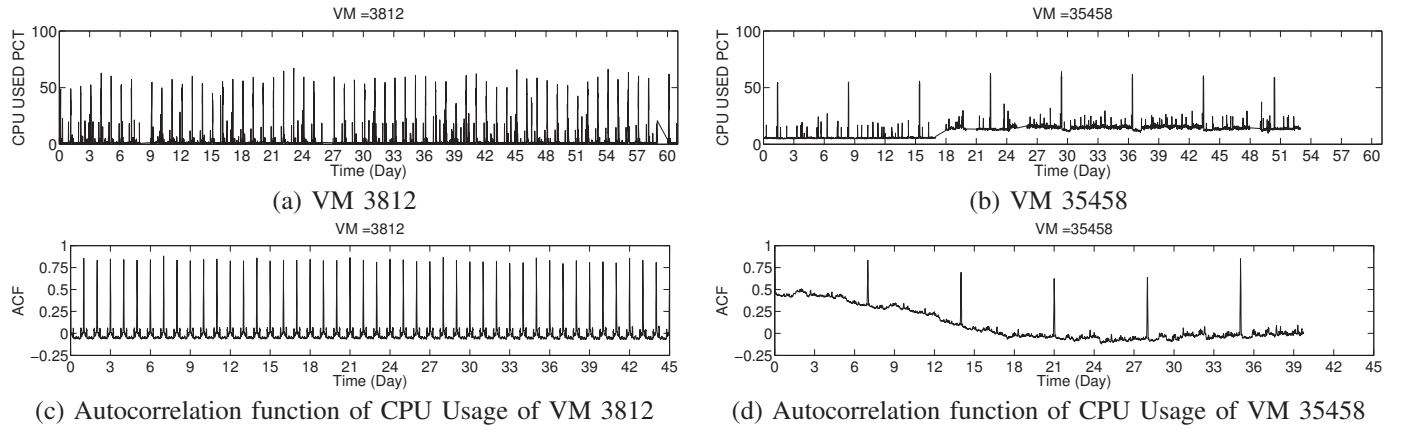 VM =3812
CPU USED PCT
100
50
0
0 3 6 9 12 15 18 21 24 27 30 33 36 39 42 45 48 51 54 57 60
Time (Day)
(a) VM 3812
VM =35458
CPU USED PCT
100
50
0
0 3 6 9 12 15 18 21 24 27 30 33 36 39 42 45 48 51 54 57 60
Time (Day)
(b) VM 35458
VM =3812
ACF
1
0.75
0.5
0.25
0
−0.25
0 3 6 9 12 15 18 21 24 27 30 33 36 39 42 45
Time (Day)
(c) Autocorrelation function of CPU Usage of VM 3812
VM =35458
ACF
1
0.75
0.5
0.25
0
−0.25
0 3 6 9 12 15 18 21 24 27 30 33 36 39 42 45
Time (Day)
(d) Autocorrelation function of CPU Usage of VM 35458